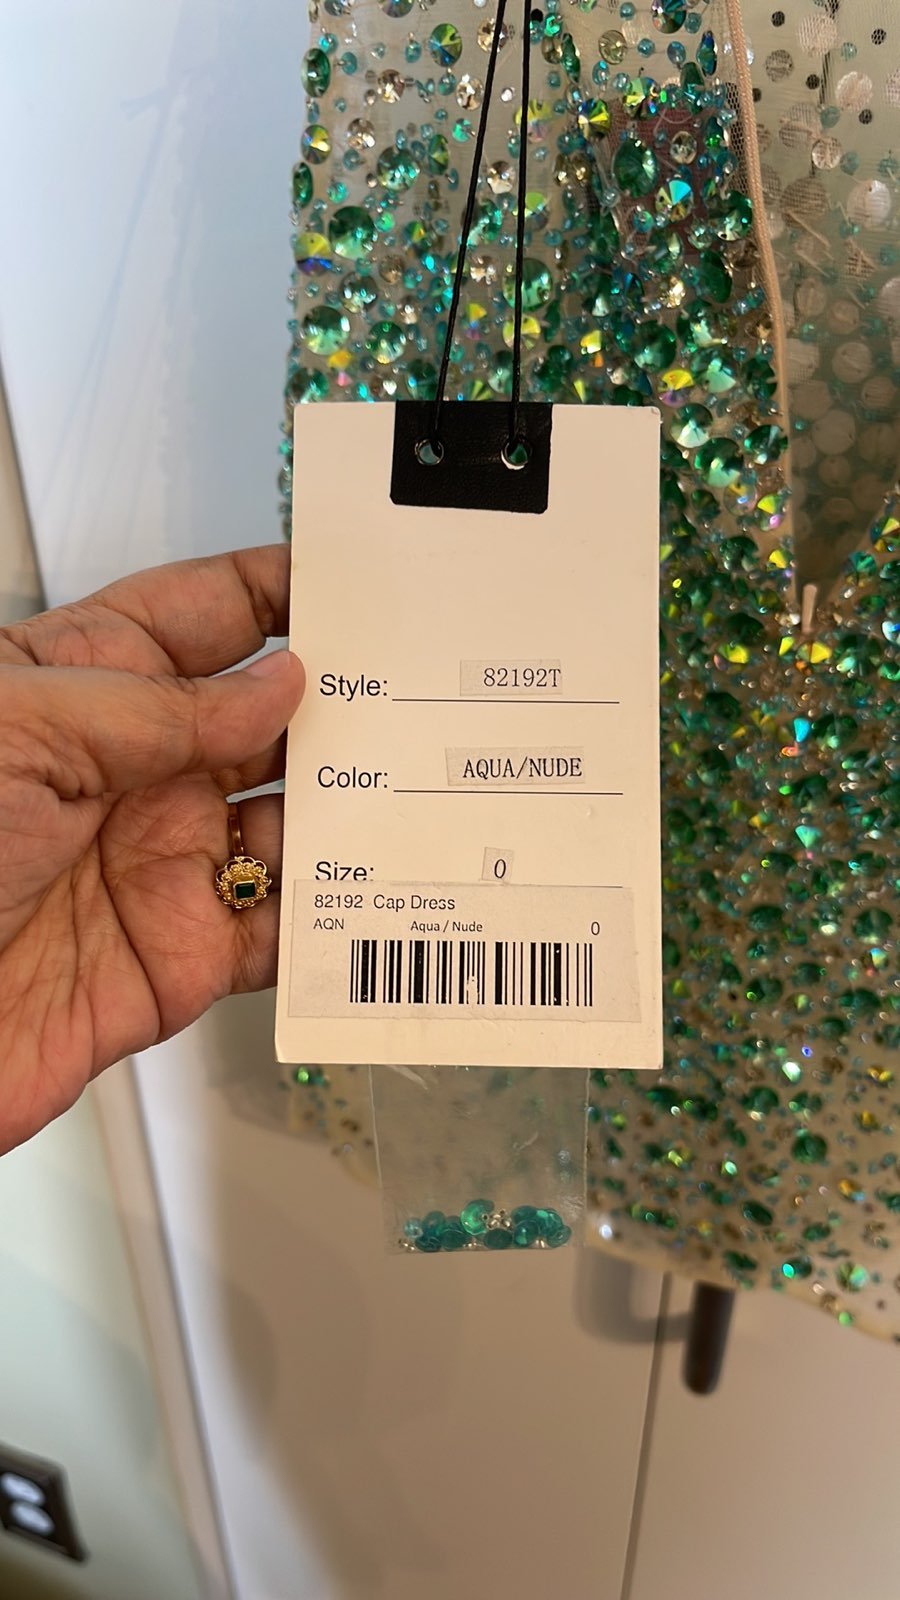 Style: 82192T
Color: AQUA/NUDE
Size: 0
82192 Cap Dress
AQN Aqua / Nude 0